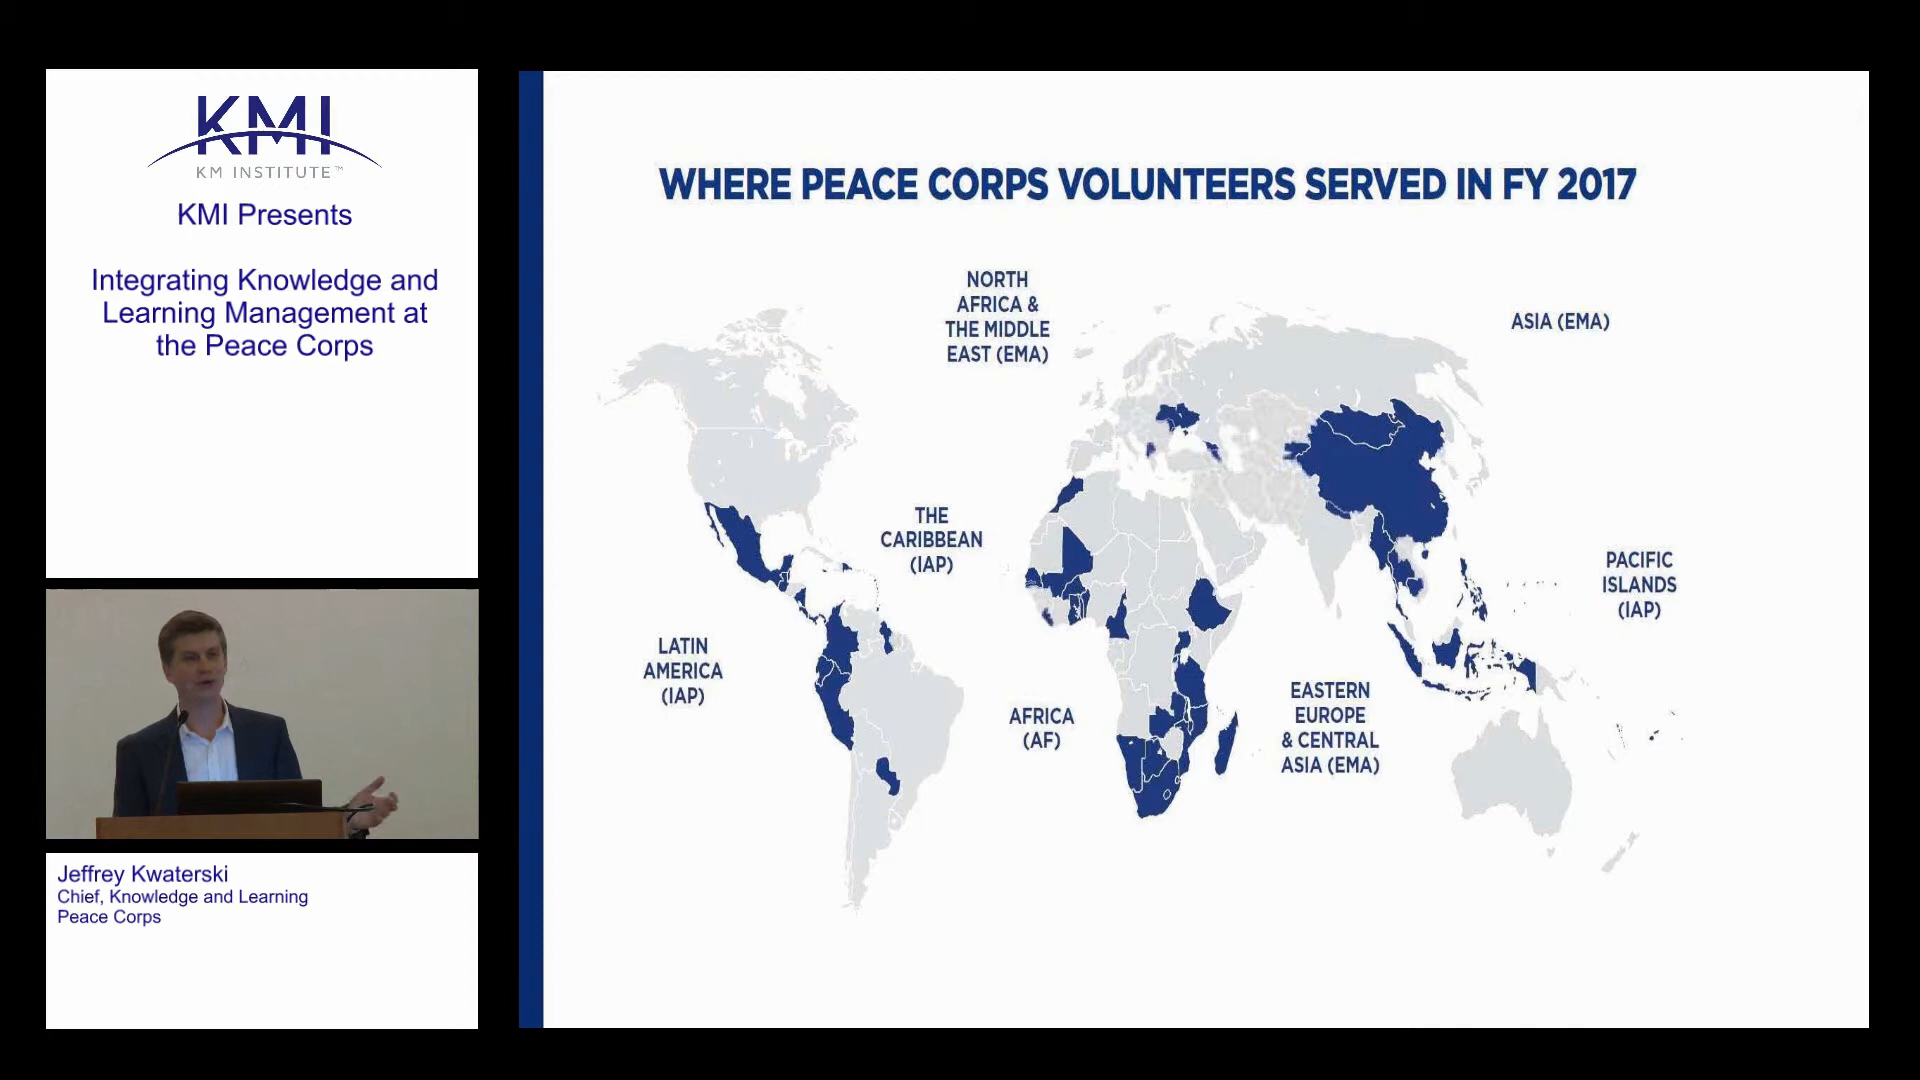 KMI
KM INSTITUTE™
KMI Presents
Integrating Knowledge and
Learning Management at
the Peace Corps
Jeffrey Kwaterski
Chief, Knowledge and Learning
Peace Corps
WHERE PEACE CORPS VOLUNTEERS SERVED IN FY 2017
NORTH
AFRICA &
THE MIDDLE
EAST (EMA)
ASIA (EMA)
THE
CARIBBEAN
(IAP)
PACIFIC
ISLANDS
(IAP)
LATIN
AMERICA
(IAP)
AFRICA
(AF)
EASTERN
EUROPE
& CENTRAL
ASIA (EMA)